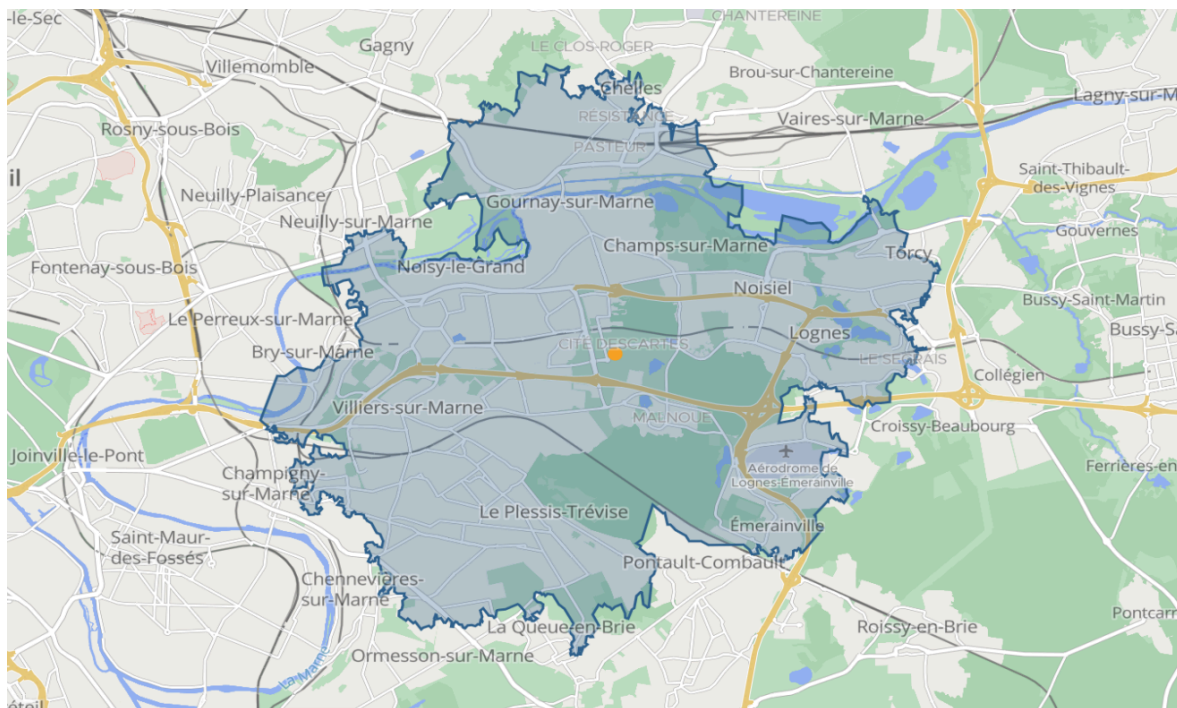 -le-Sec
CHANTEREINE
Gagny
LE CLOS-ROGER
Villemomble
Brou-sur-Chantereine
Chelles
Lagny-sur-M
Rosny-sous-Bois
RÉSISTANCE
Vaires-sur-Marne
PASTEUR
il
Neuilly-Plaisance
Saint-Thibault-
des-Vignes
Gournay-sur-Marne
Neuilly-sur-Marne
Gouvernes
Champs-sur-Marne
Torcy
Fontenay-sous-Bois
Noisy-le-Grand
Noisiel
Bussy-Saint-Martin
Le Perreux-sur-Marne
Lognes
Bussy-Sa
Bry-sur-Marne
CITÉ DESCARTES
LE SEGRAIS
Collégien
Villiers-sur-Marne
MALNOUE
Croissy-Beaubourg
Joinville-le-Pont
Champigny-
sur-Marne
Aérodrome de
Lognes-Émerainville
Ferrières-en
Le Plessis-Trévise
Émerainville
Saint-Maur-
des-Fossés
Pontault-Combault
Chennevières-
sur-Marne
Pontcarr
La Queue-en-Brie
Roissy-en-Brie
Ormesson-sur-Marne
La Marne
éteil